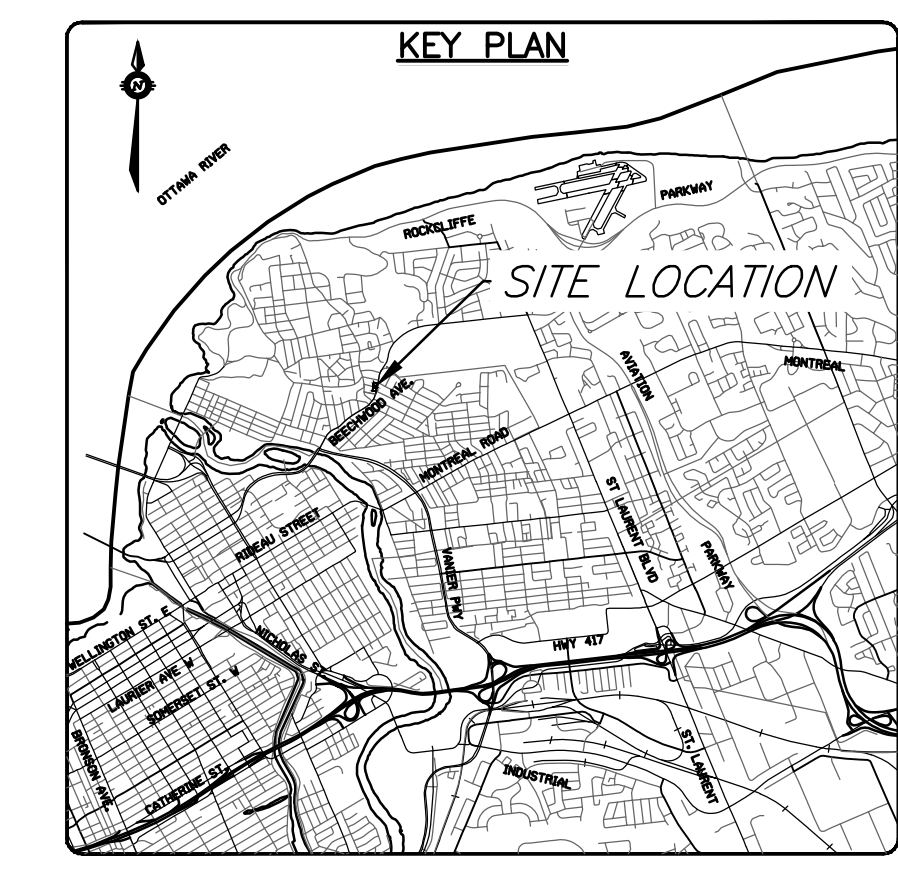 KEY PLAN
N
OTTAWA RIVER
PARKWAY
ROCKCLIFFE
SITE LOCATION
AVIATION
MONTREAL
BEECHWOOD AVE.
MONTREAL ROAD
ST LAURENT BLVD
RIDEAU STREET
VANIER PWY
PARKWAY
WELLINGTON ST. E
NICHOLAS ST
HWY 417
LAURIER AVE W
SOMERSET ST. W
BRONSON AVE.
ST. LAURENT
CATHERINE ST.
INDUSTRIAL